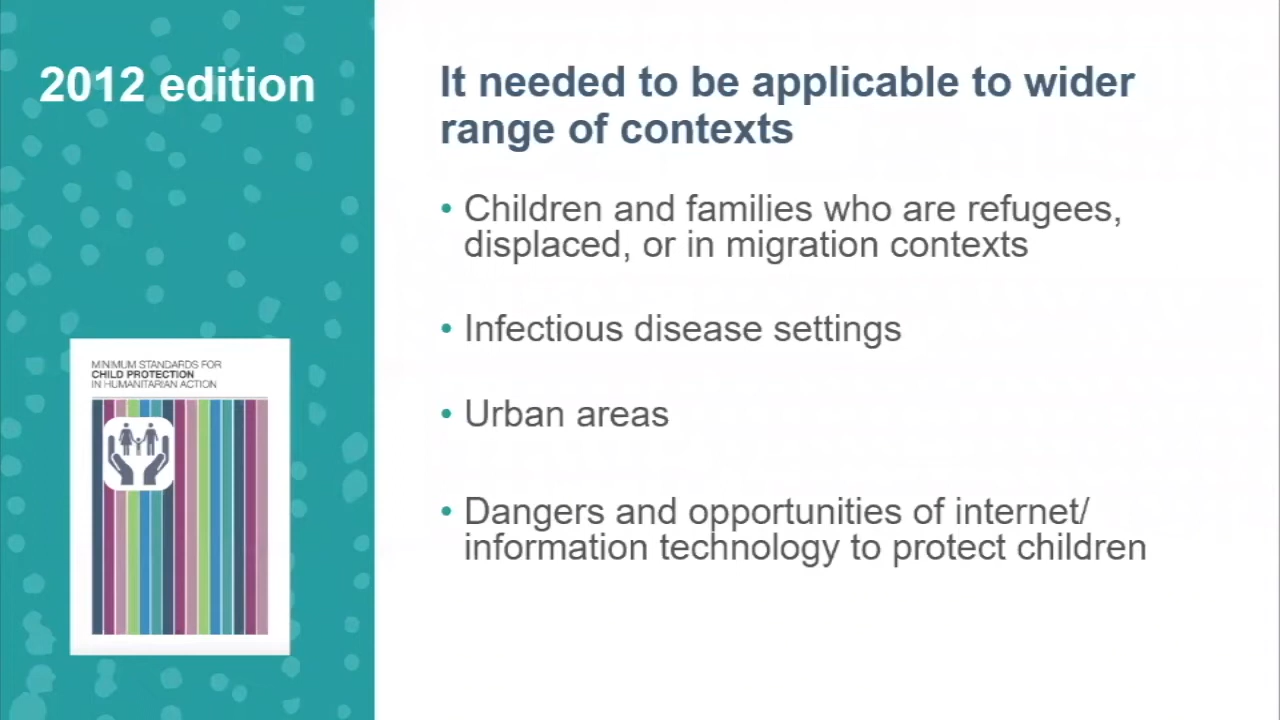 2012 edition
It needed to be applicable to wider
range of contexts
• Children and families who are refugees,
displaced, or in migration contexts
• Infectious disease settings
• Urban areas
• Dangers and opportunities of internet/
information technology to protect children
MINIMUM STANDARDS FOR
CHILD PROTECTION
IN HUMANITARIAN ACTION